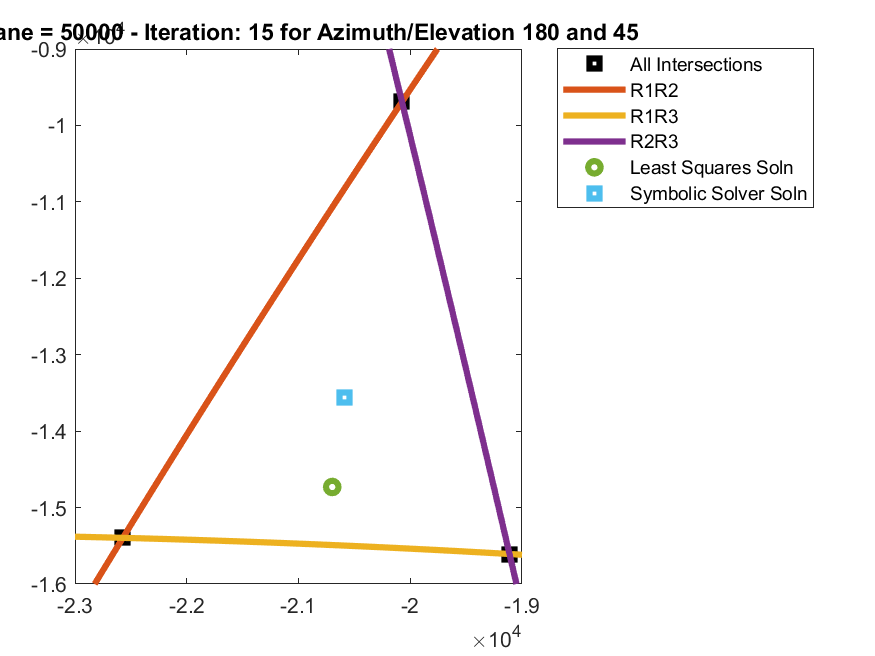 ane = 50000 - Iteration: 15 for Azimuth/Elevation 180 and 45
×10⁴
-0.9
-1
-1.1
-1.2
-1.3
-1.4
-1.5
-1.6
-2.3 -2.2 -2.1 -2 -1.9
×10⁴
All Intersections
R1R2
R1R3
R2R3
Least Squares Soln
Symbolic Solver Soln